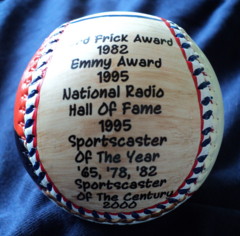 Frick Award
1982
Emmy Award
1995
National Radio
Hall Of Fame
1995
Sportscaster
Of The Year
'65, '78, '82
Sportscaster
Of The Century
2000